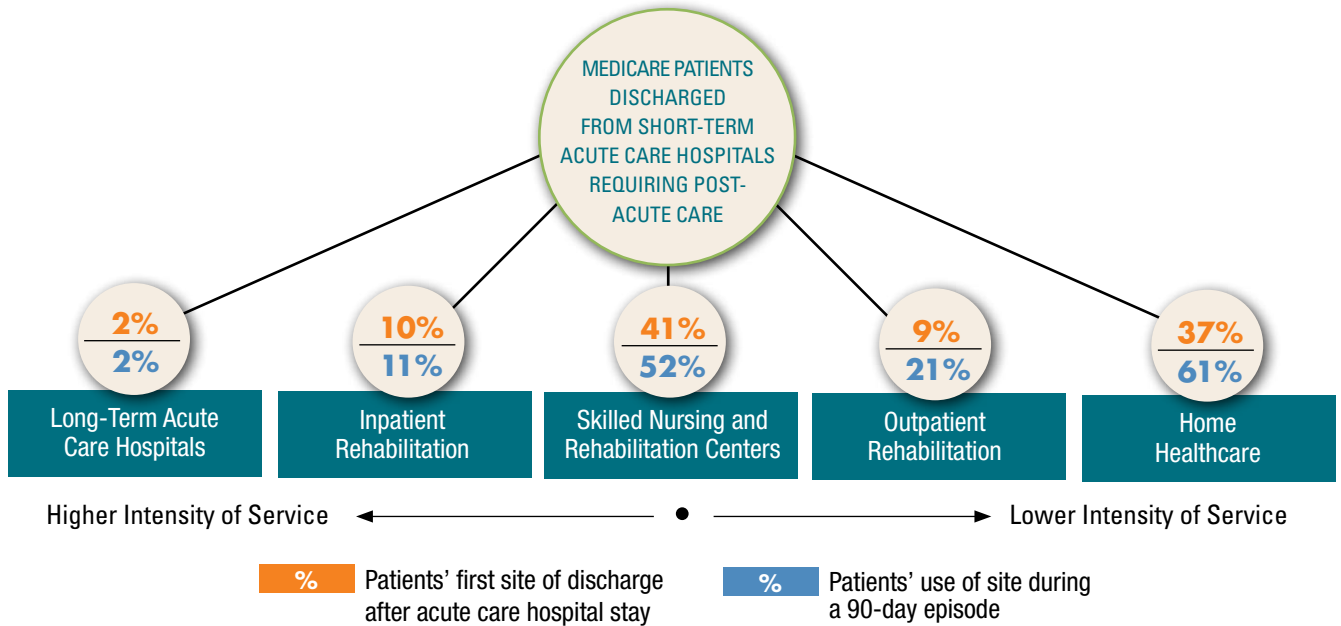 MEDICARE PATIENTS
DISCHARGED
FROM SHORT-TERM
ACUTE CARE HOSPITALS
REQUIRING POST-
ACUTE CARE
2%
2%
Long-Term Acute
Care Hospitals
10%
11%
Inpatient
Rehabilitation
41%
52%
Skilled Nursing and
Rehabilitation Centers
9%
21%
Outpatient
Rehabilitation
37%
61%
Home
Healthcare
Higher Intensity of Service
Lower Intensity of Service
% Patients' first site of discharge
after acute care hospital stay
% Patients' use of site during
a 90-day episode